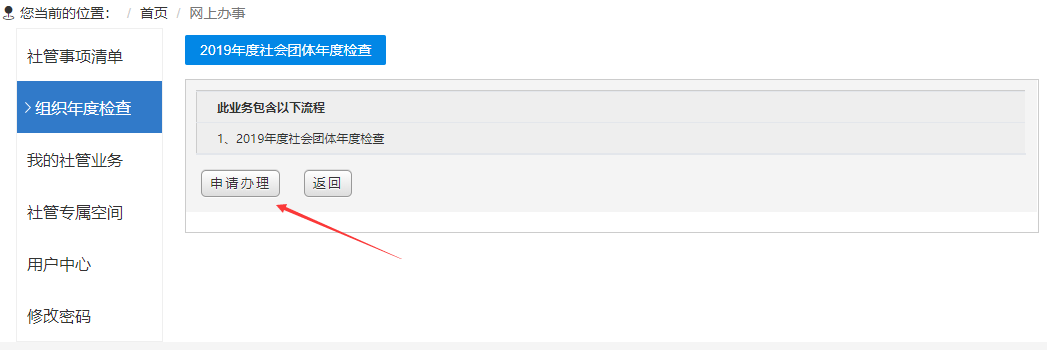 您当前的位置： / 首页 / 网上办事
社管事项清单
组织年度检查
我的社管业务
社管专属空间
用户中心
修改密码
2019年度社会团体年度检查
此业务包含以下流程
1、2019年度社会团体年度检查
申请办理 返回